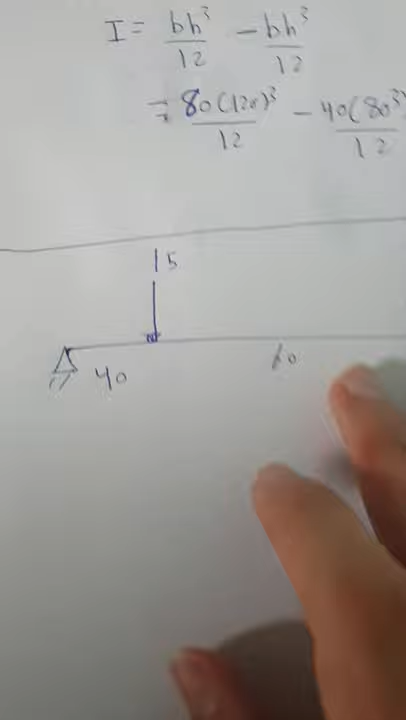 I = bh³/12 - bh³/12
= 80(120)³/12 - 40(80³)/12
15
40
60